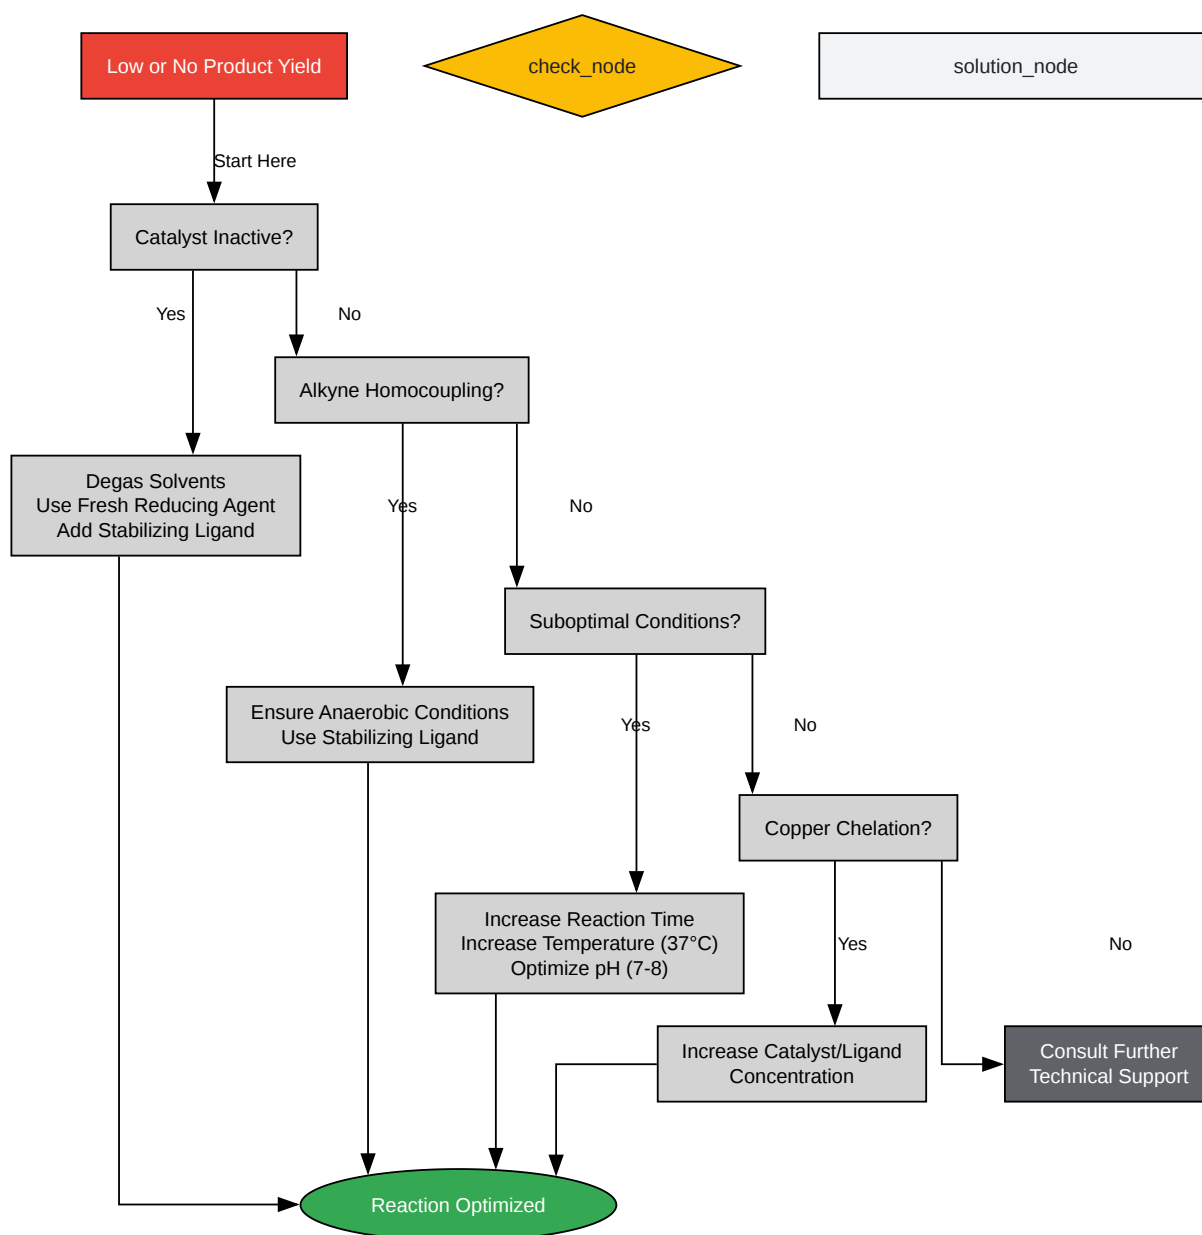 Low or No Product Yield
check_node
solution_node
Start Here
Catalyst Inactive?
Yes
No
Alkyne Homocoupling?
Degas Solvents
Use Fresh Reducing Agent
Add Stabilizing Ligand
Yes
No
Suboptimal Conditions?
Ensure Anaerobic Conditions
Use Stabilizing Ligand
Yes
No
Copper Chelation?
Increase Reaction Time
Increase Temperature (37°C)
Optimize pH (7-8)
Yes
No
Increase Catalyst/Ligand
Concentration
Consult Further
Technical Support
Reaction Optimized